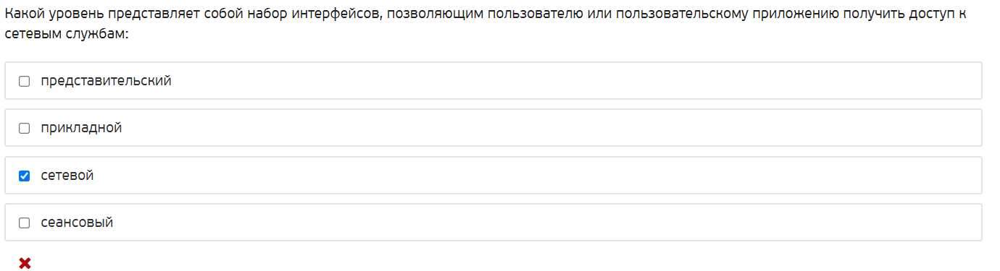 Какой уровень представляет собой набор интерфейсов, позволяющим пользователю или пользовательскому приложению получить доступ к
сетевым службам:
представительский
прикладной
сетевой
сеансовый